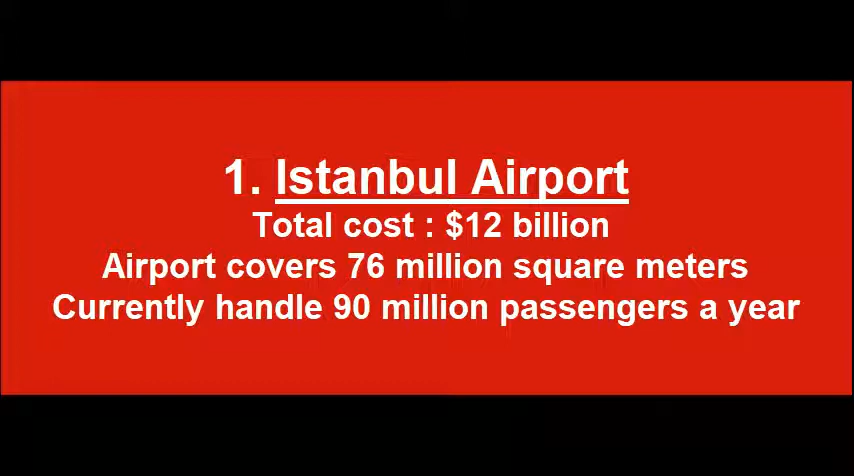 1. Istanbul Airport
Total cost : $12 billion
Airport covers 76 million square meters
Currently handle 90 million passengers a year